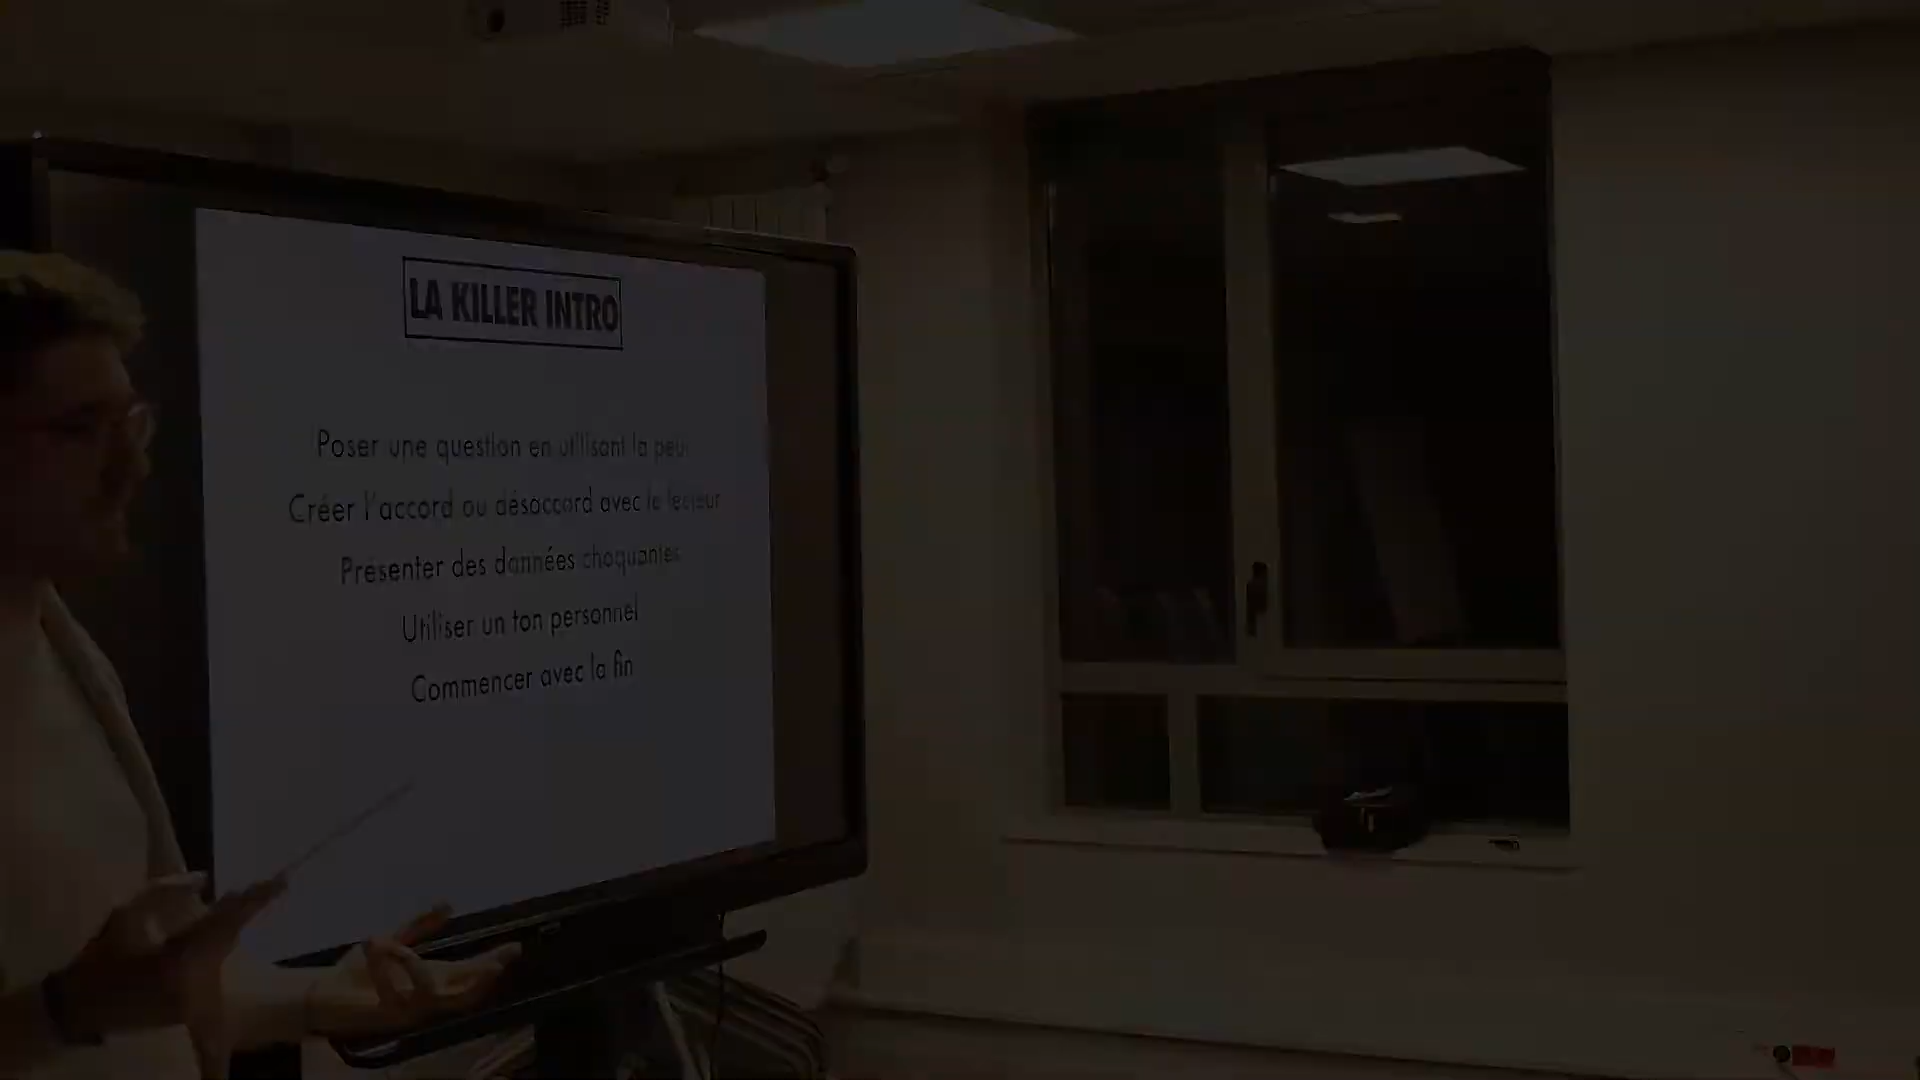 LA KILLER INTRO
Poser une question en utilisant la peur
Créer l'accord ou désaccord avec le lecteur
Présenter des données choquantes
Utiliser un ton personnel
Commencer avec la fin